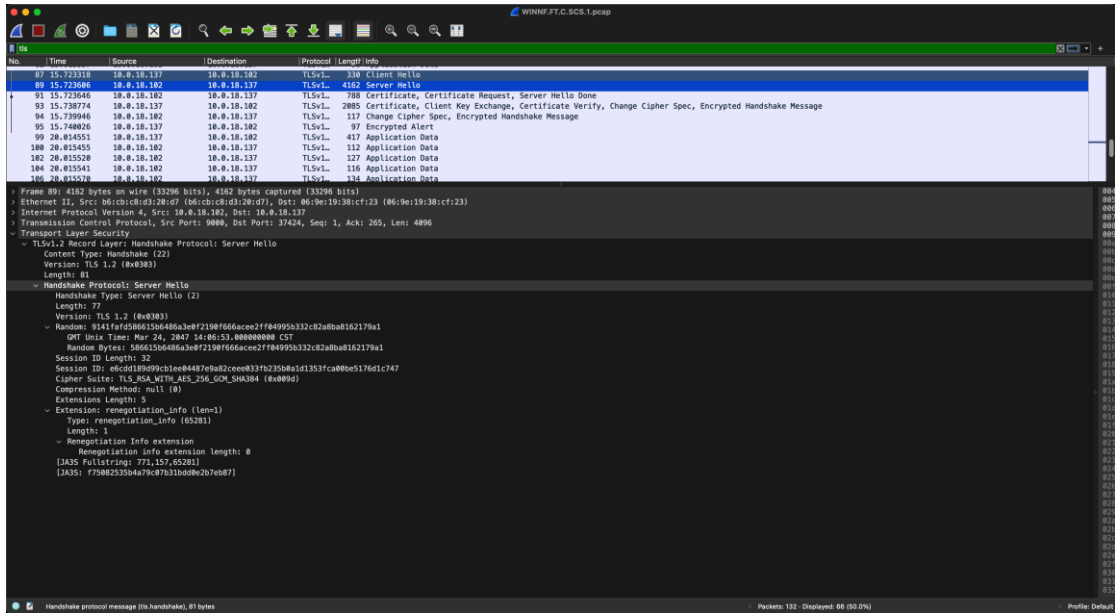 WINNF.FT.C.SCS.1.pcap
tls
No. Time Source Destination Protocol Length Info
87 15.723318 10.0.18.137 10.0.18.102 TLSv1… 330 Client Hello
89 15.723606 10.0.18.102 10.0.18.137 TLSv1… 4162 Server Hello
91 15.723646 10.0.18.102 10.0.18.137 TLSv1… 788 Certificate, Certificate Request, Server Hello Done
93 15.738774 10.0.18.137 10.0.18.102 TLSv1… 2085 Certificate, Client Key Exchange, Certificate Verify, Change Cipher Spec, Encrypted Handshake Message
94 15.739946 10.0.18.102 10.0.18.137 TLSv1… 117 Change Cipher Spec, Encrypted Handshake Message
95 15.740026 10.0.18.137 10.0.18.102 TLSv1… 97 Encrypted Alert
99 20.014551 10.0.18.137 10.0.18.102 TLSv1… 417 Application Data
100 20.015455 10.0.18.102 10.0.18.137 TLSv1… 112 Application Data
102 20.015520 10.0.18.102 10.0.18.137 TLSv1… 127 Application Data
104 20.015541 10.0.18.102 10.0.18.137 TLSv1… 116 Application Data
106 20.015570 10.0.18.102 10.0.18.137 TLSv1… 134 Application Data
Frame 89: 4162 bytes on wire (33296 bits), 4162 bytes captured (33296 bits)
Ethernet II, Src: b6:cb:c8:d3:20:d7 (b6:cb:c8:d3:20:d7), Dst: 06:9e:19:38:cf:23 (06:9e:19:38:cf:23)
Internet Protocol Version 4, Src: 10.0.18.102, Dst: 10.0.18.137
Transmission Control Protocol, Src Port: 9000, Dst Port: 37424, Seq: 1, Ack: 265, Len: 4096
Transport Layer Security
TLSv1.2 Record Layer: Handshake Protocol: Server Hello
Content Type: Handshake (22)
Version: TLS 1.2 (0x0303)
Length: 81
Handshake Protocol: Server Hello
Handshake Type: Server Hello (2)
Length: 77
Version: TLS 1.2 (0x0303)
Random: 9141fafd586615b6486a3e0f2190f666acee2ff04995b332c82a8ba8162179a1
GMT Unix Time: Mar 24, 2047 14:06:53.000000000 CST
Random Bytes: 586615b6486a3e0f2190f666acee2ff04995b332c82a8ba8162179a1
Session ID Length: 32
Session ID: e6cdd189d99cb1ee04487e9a82ceee033fb235b0a1d1353fca00be5176d1c747
Cipher Suite: TLS_RSA_WITH_AES_256_GCM_SHA384 (0x009d)
Compression Method: null (0)
Extensions Length: 5
Extension: renegotiation_info (len=1)
Type: renegotiation_info (65281)
Length: 1
Renegotiation Info extension
Renegotiation info extension length: 0
[JA3S Fullstring: 771,157,65281]
[JA3S: f75082535b4a79c07b31bdd0e2b7eb87]
Handshake protocol message (tls.handshake), 81 bytes
Packets: 132 · Displayed: 66 (50.0%)
Profile: Default